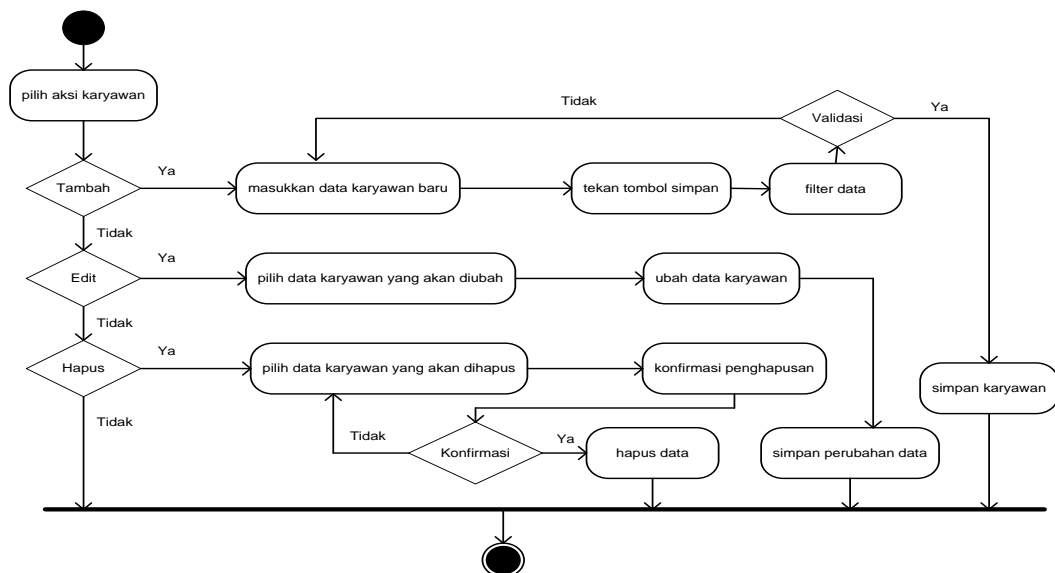 pilih aksi karyawan
Tidak
Validasi
Ya
Tambah
Ya
masukkan data karyawan baru
tekan tombol simpan
filter data
Tidak
Edit
Ya
pilih data karyawan yang akan diubah
ubah data karyawan
Tidak
Hapus
Ya
pilih data karyawan yang akan dihapus
konfirmasi penghapusan
simpan karyawan
Tidak
Tidak
Konfirmasi
Ya
hapus data
simpan perubahan data